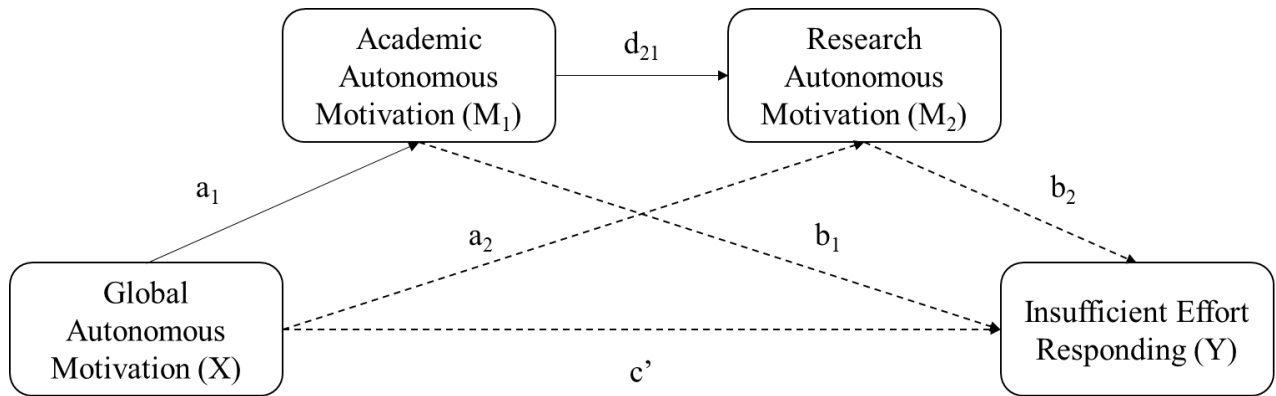 Academic
Autonomous
Motivation (M₁)
d₂₁
Research
Autonomous
Motivation (M₂)
a₁
a₂
b₁
b₂
Global
Autonomous
Motivation (X)
Insufficient Effort
Responding (Y)
c’